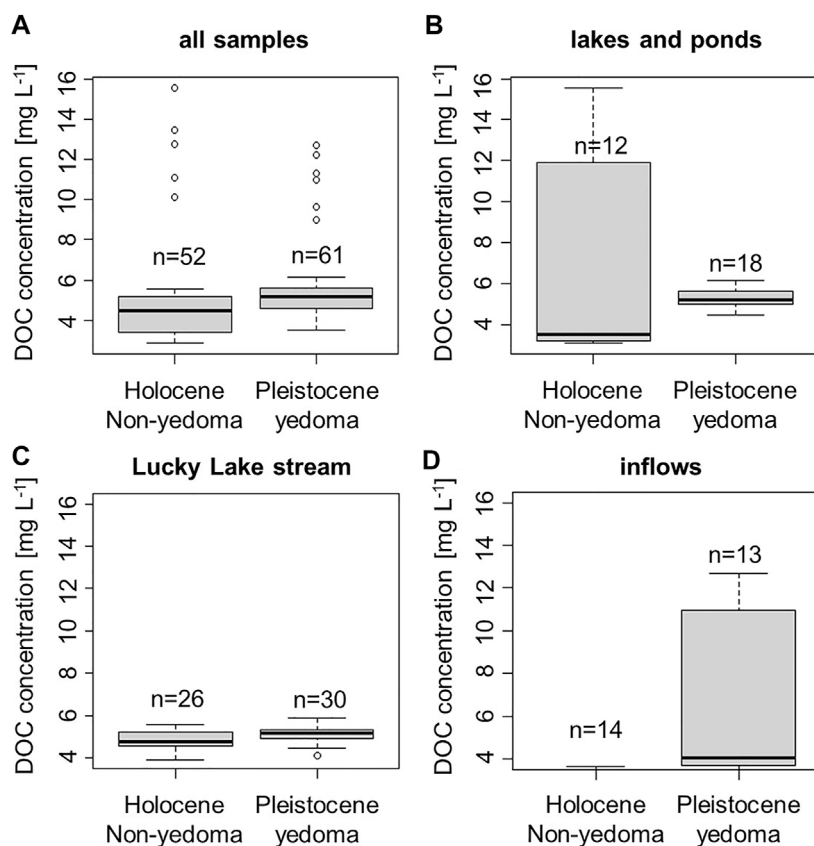 A
all samples
DOC concentration [mg L-1]
16
14
12
10
8
6
4
n=52
n=61
Holocene
Non-yedoma
Pleistocene
yedoma
B
lakes and ponds
DOC concentration [mg L-1]
16
14
12
10
8
6
4
n=12
n=18
Holocene
Non-yedoma
Pleistocene
yedoma
C
Lucky Lake stream
DOC concentration [mg L-1]
16
14
12
10
8
6
4
n=26
n=30
Holocene
Non-yedoma
Pleistocene
yedoma
D
inflows
DOC concentration [mg L-1]
16
14
12
10
8
6
4
n=14
n=13
Holocene
Non-yedoma
Pleistocene
yedoma